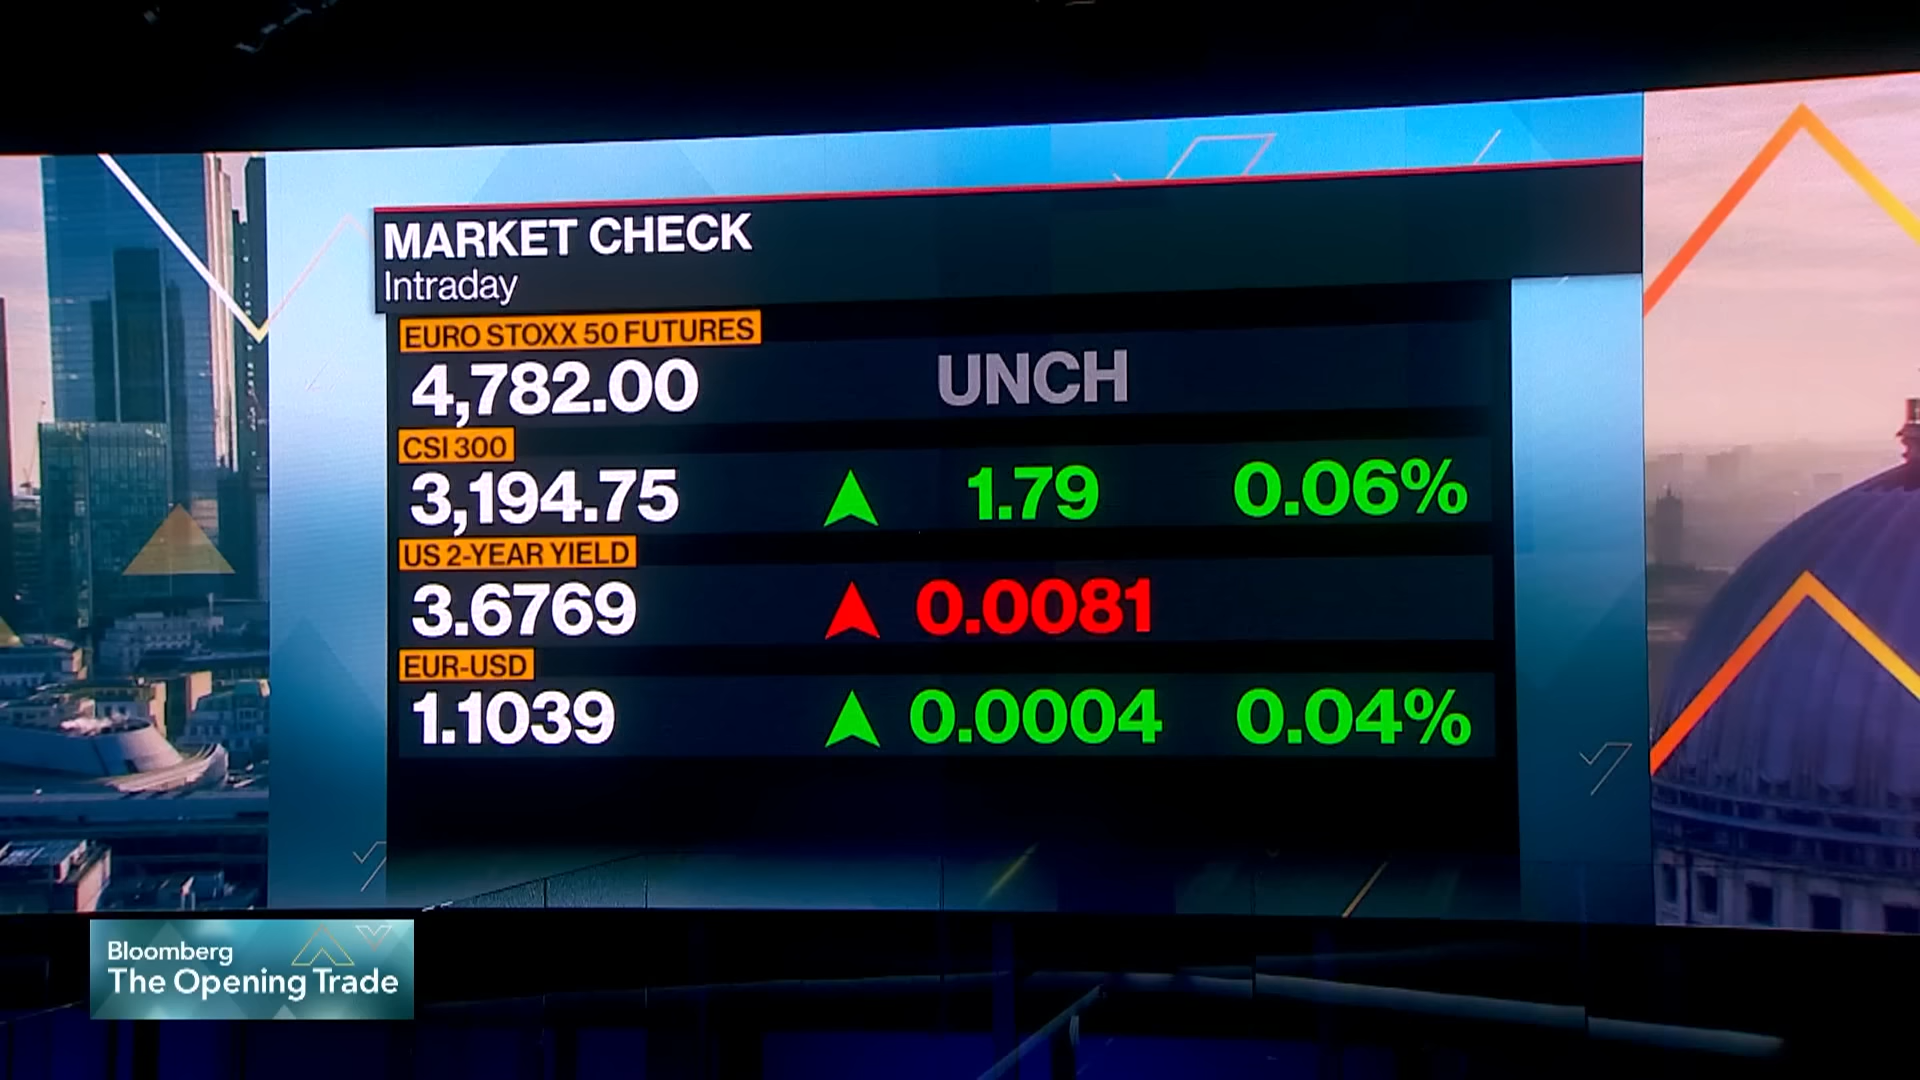 MARKET CHECK
Intraday
EURO STOXX 50 FUTURES
4,782.00 UNCH
CSI 300
3,194.75 1.79 0.06%
US 2-YEAR YIELD
3.6769 0.0081
EUR-USD
1.1039 0.0004 0.04%
Bloomberg
The Opening Trade